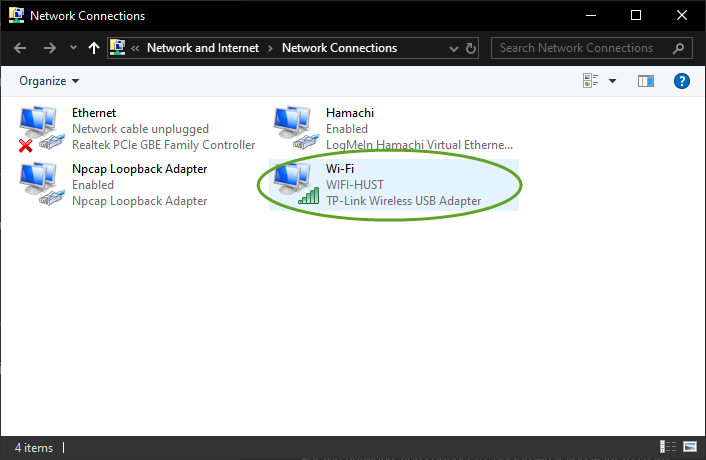 Network Connections
« Network and Internet > Network Connections
Search Network Connections
Organize
Ethernet
Network cable unplugged
Realtek PCIe GBE Family Controller
Hamachi
Enabled
LogMeIn Hamachi Virtual Etherne...
Npcap Loopback Adapter
Enabled
Npcap Loopback Adapter
Wi-Fi
WIFI-HUST
TP-Link Wireless USB Adapter
4 items